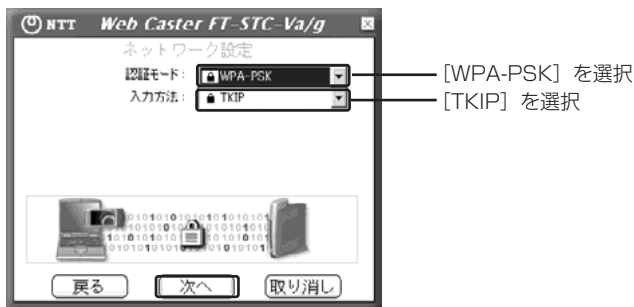 NTT Web Caster FT-STC-Va/g
ネットワーク設定
認証モード: WPA-PSK
[WPA-PSK] を選択
入力方法: TKIP
[TKIP] を選択
戻る 次へ 取り消し